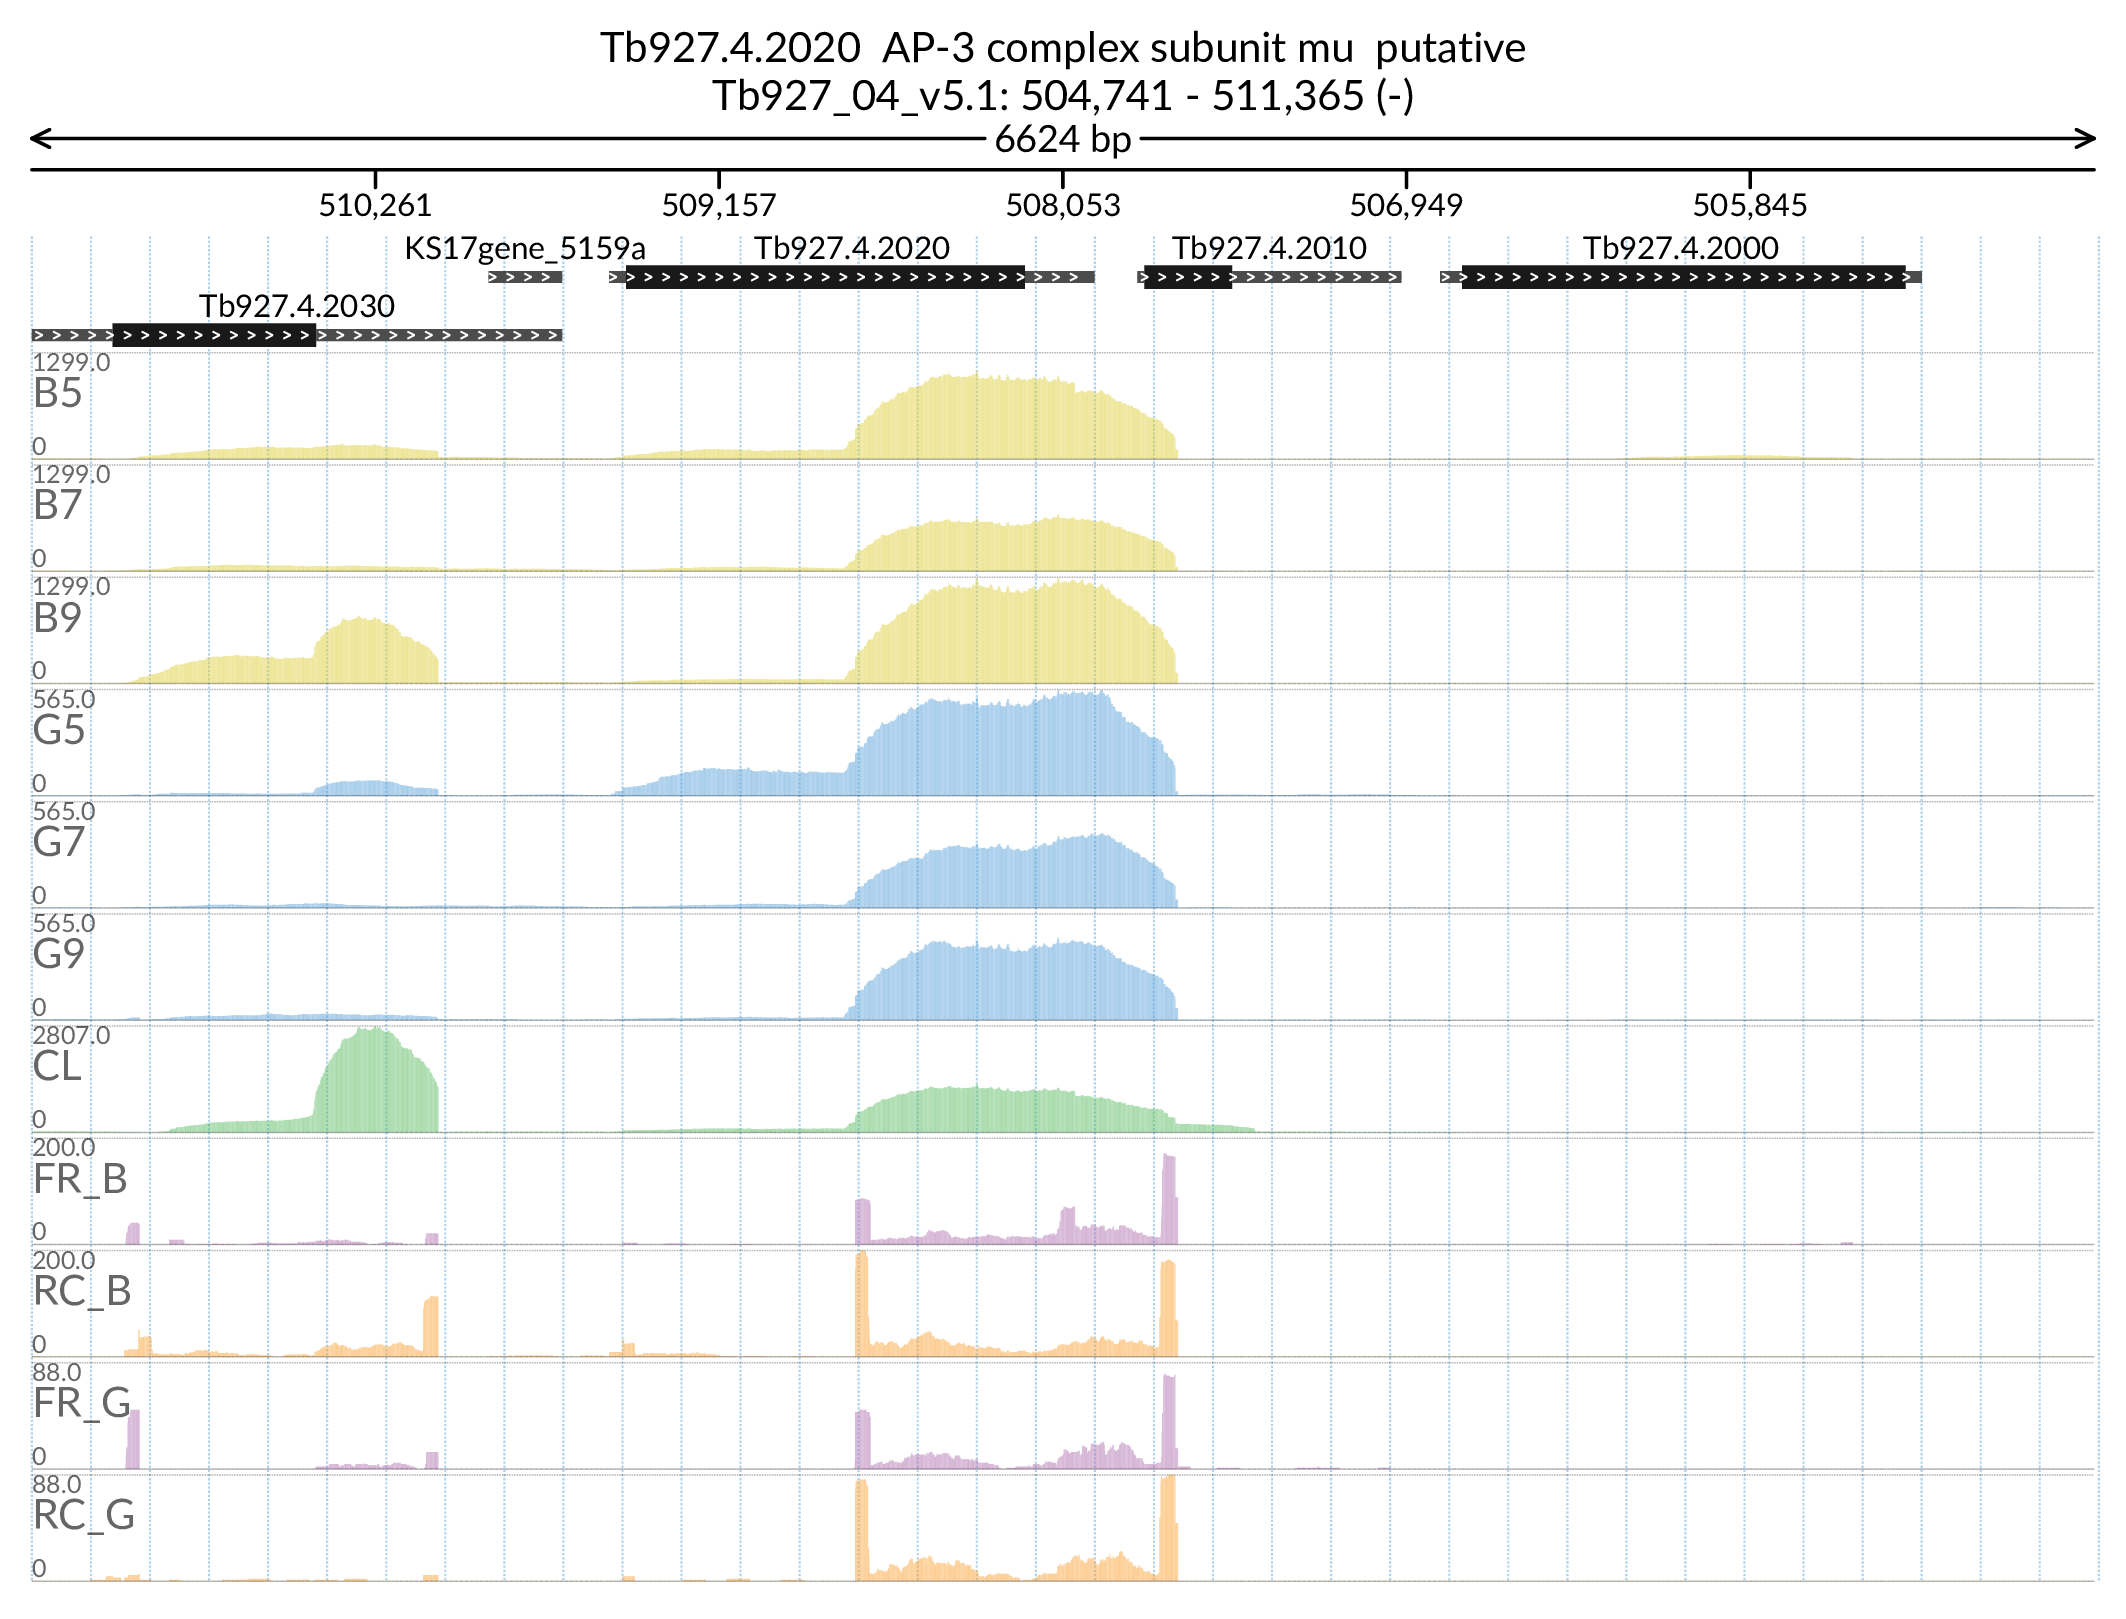 Tb927.4.2020  AP-3 complex subunit mu  putative
Tb927_04_v5.1: 504,741 - 511,365 (-)
6624 bp
510,261 509,157 508,053 506,949 505,845
KS17gene_5159a Tb927.4.2020 Tb927.4.2010 Tb927.4.2000
Tb927.4.2030
1299.0
B5
0
1299.0
B7
0
1299.0
B9
0
565.0
G5
0
565.0
G7
0
565.0
G9
0
2807.0
CL
0
200.0
FR_B
0
200.0
RC_B
0
88.0
FR_G
0
88.0
RC_G
0